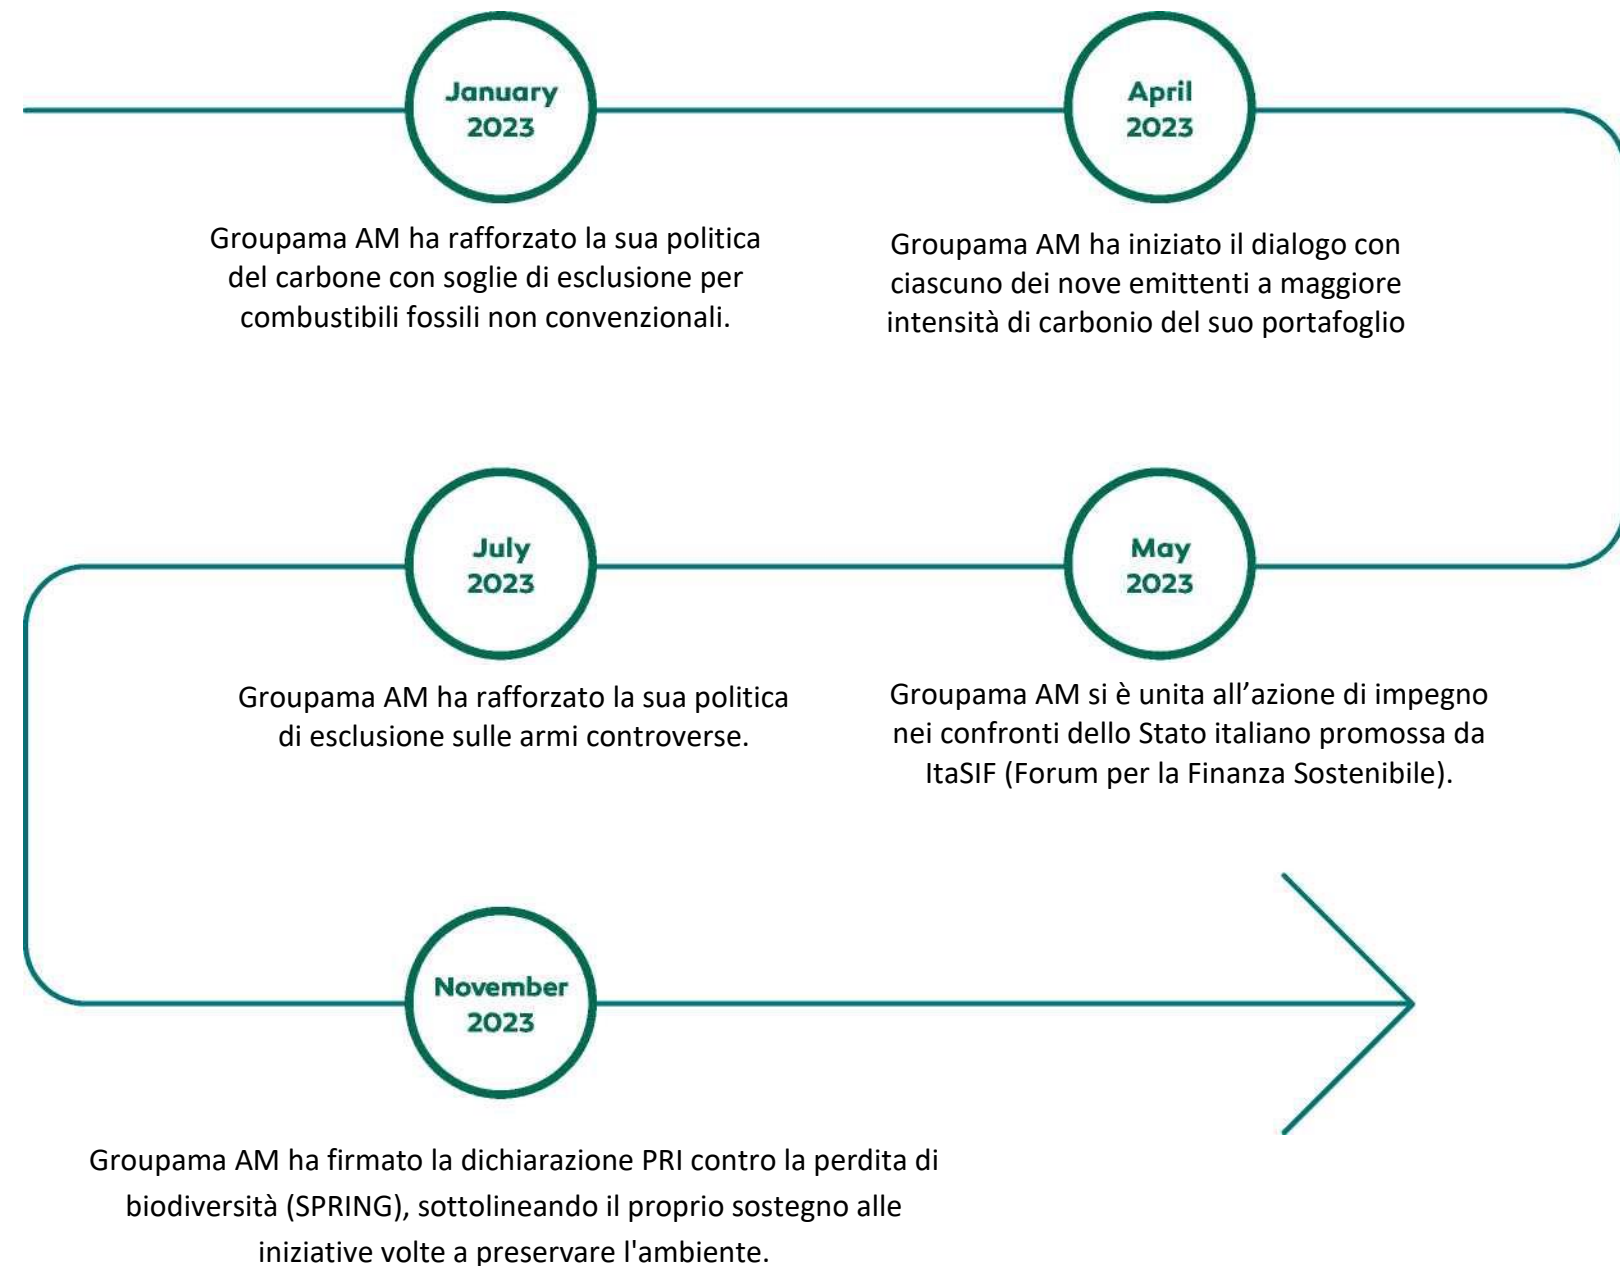 January
2023
Groupama AM ha rafforzato la sua politica
del carbone con soglie di esclusione per
combustibili fossili non convenzionali.
April
2023
Groupama AM ha iniziato il dialogo con
ciascuno dei nove emittenti a maggiore
intensità di carbonio del suo portafoglio
May
2023
Groupama AM si è unita all’azione di impegno
nei confronti dello Stato italiano promossa da
ItaSIF (Forum per la Finanza Sostenibile).
July
2023
Groupama AM ha rafforzato la sua politica
di esclusione sulle armi controverse.
November
2023
Groupama AM ha firmato la dichiarazione PRI contro la perdita di
biodiversità (SPRING), sottolineando il proprio sostegno alle
iniziative volte a preservare l'ambiente.